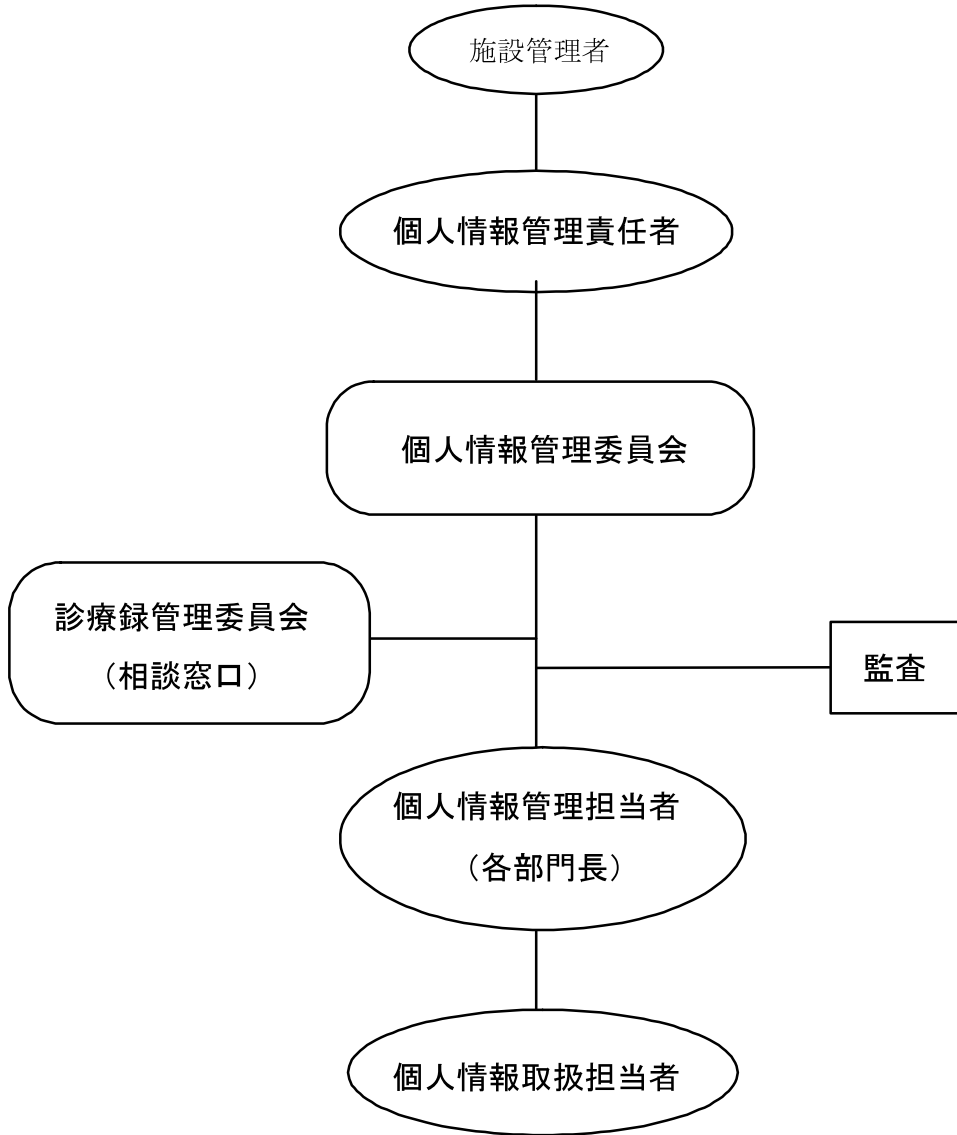 施設管理者
個人情報管理責任者
個人情報管理委員会
診療録管理委員会
（相談窓口）
監査
個人情報管理担当者
（各部門長）
個人情報取扱担当者